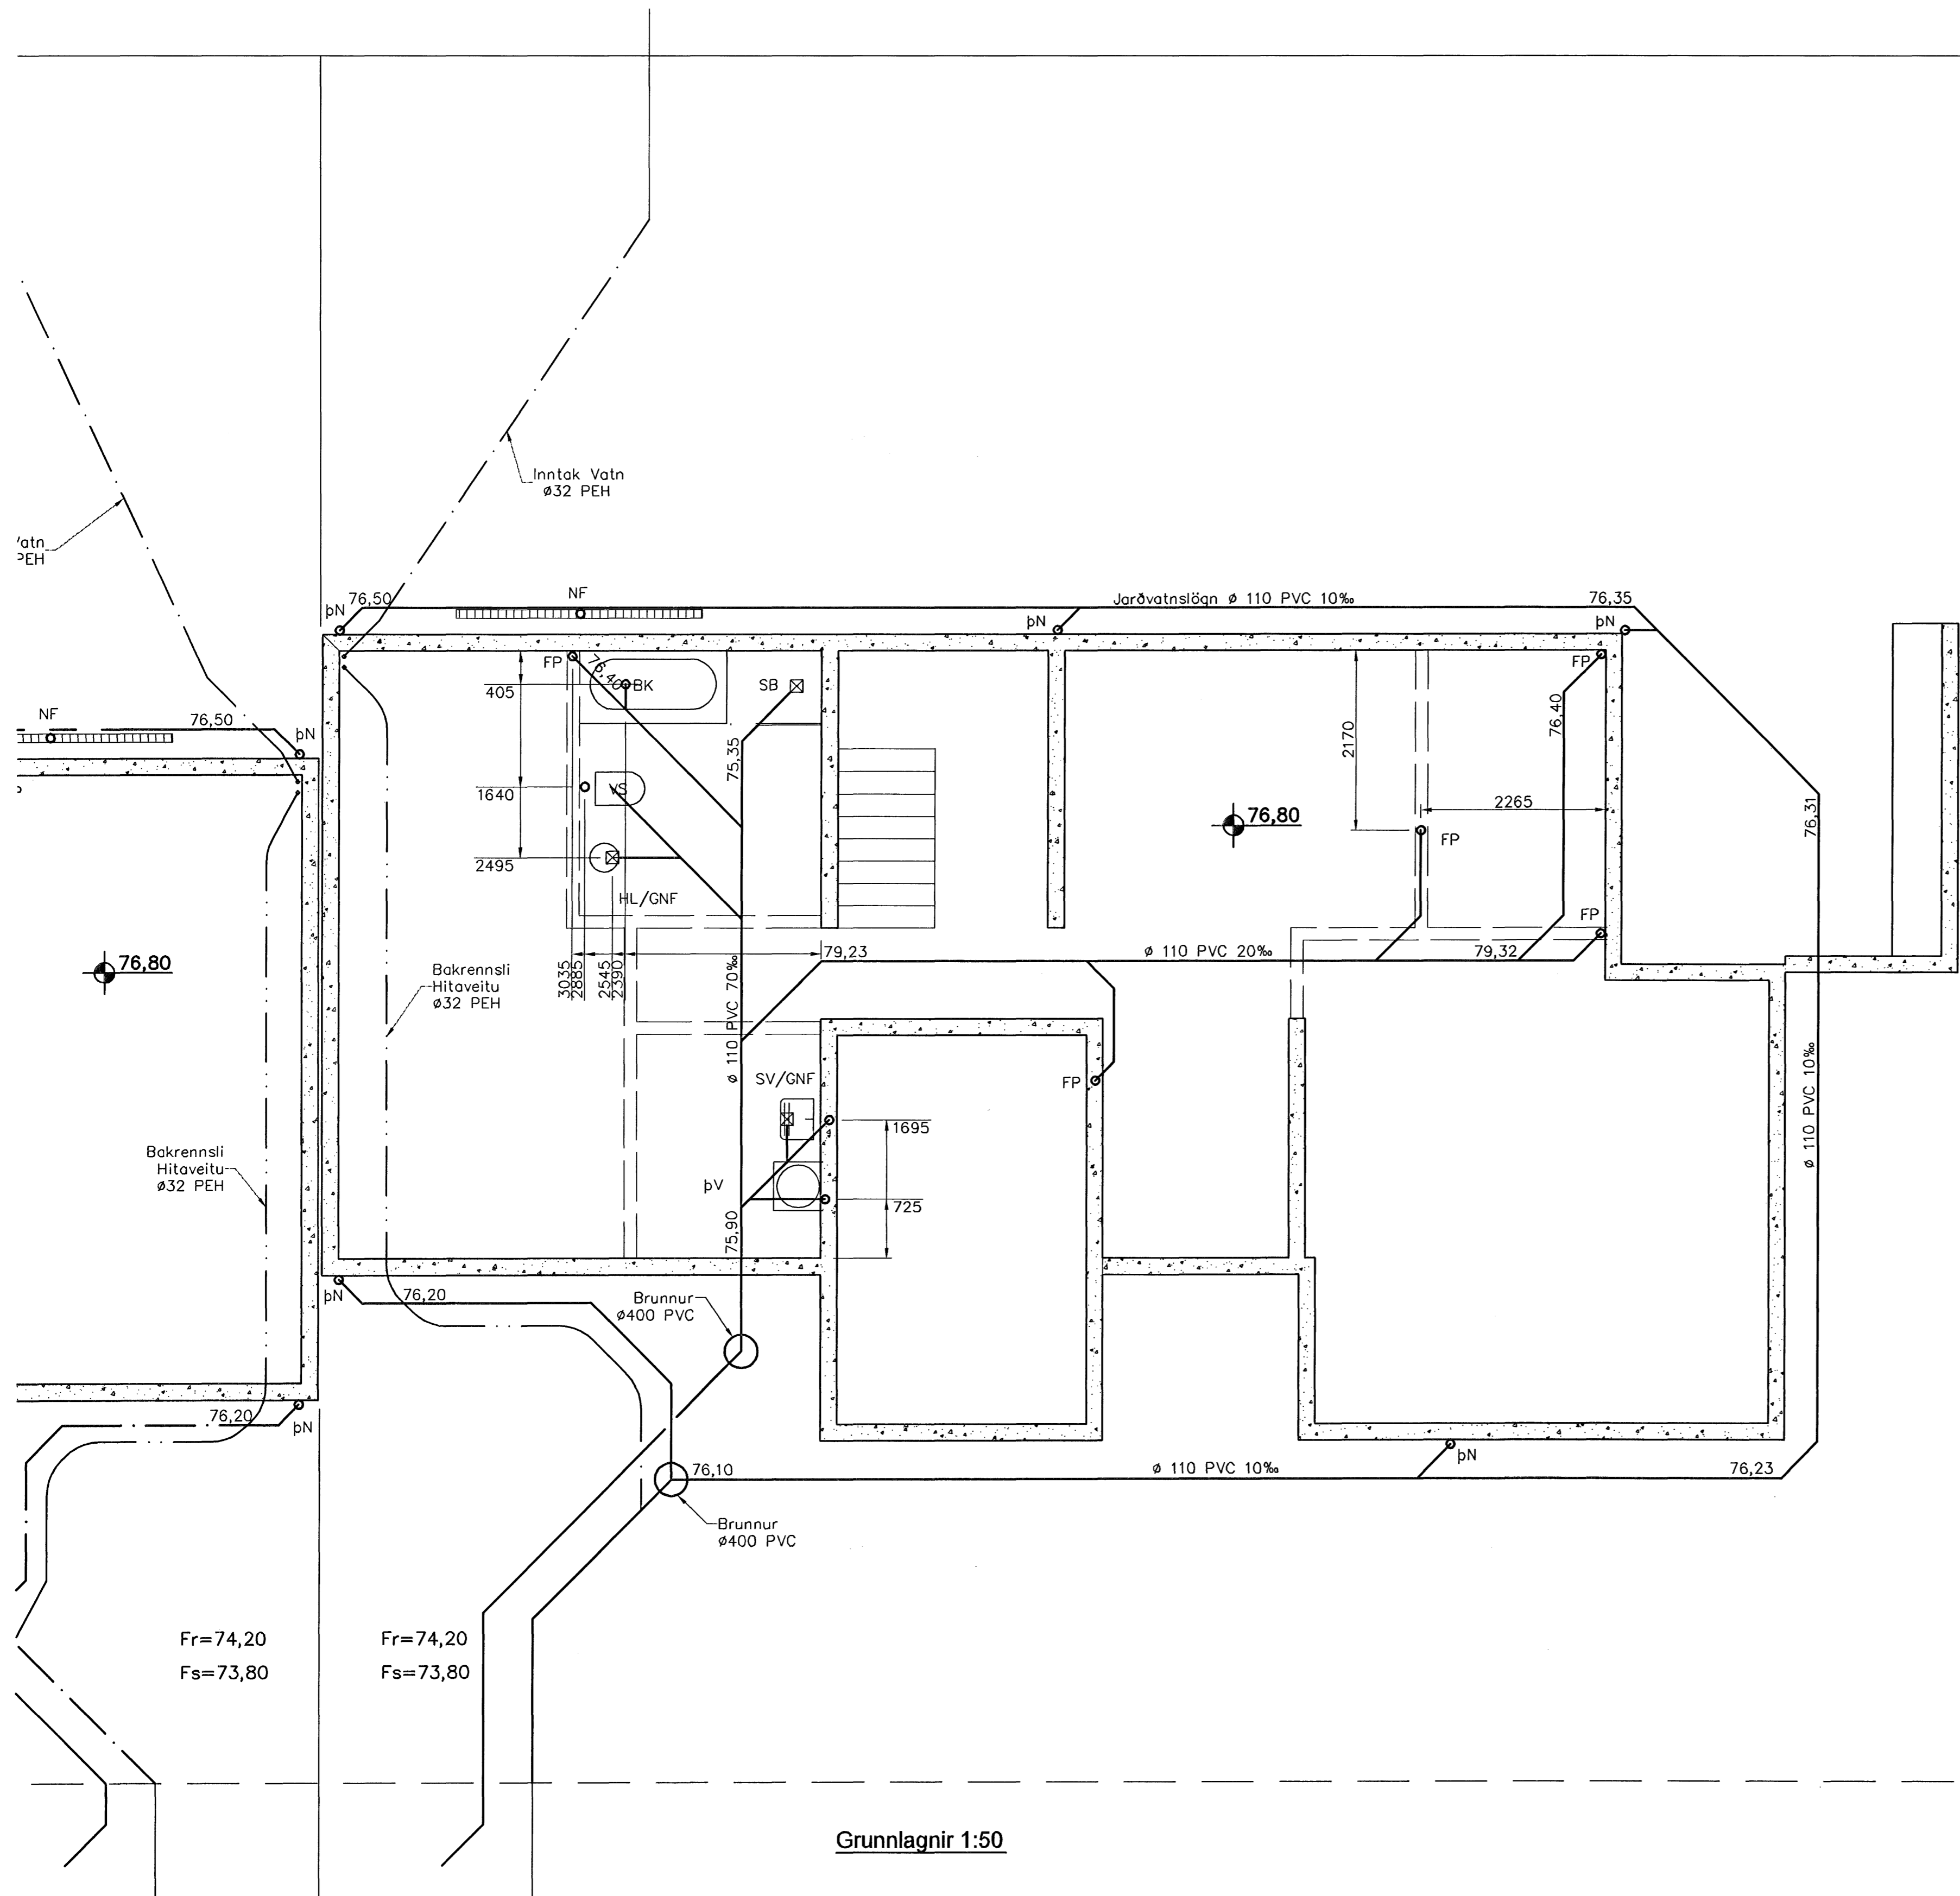 Inntak Vatn
ø32 PEH
NF
þN
76,50
Jarðvatnslögn ø 110 PVC 10‰
76,35
þN
þN
FP
76,40
BK
SB
FP
405
NF
76,50
þN
75,35
76,40
2170
1640
VS
2265
76,80
76,31
FP
2495
HL/GNF
FP
79,23
ø 110 PVC 20‰
79,32
76,80
3035
2885
2545
2390
Bakrennsli
Hitaveitu
ø32 PEH
ø 110 PVC 70‰
SV/GNF
FP
ø 110 PVC 10‰
1695
Bakrennsli
Hitaveitu
ø32 PEH
þV
725
75,90
þN
76,20
Brunnur
ø400 PVC
76,20
þN
76,10
ø 110 PVC 10‰
þN
76,23
Brunnur
ø400 PVC
Fr=74,20
Fs=73,80
Fr=74,20
Fs=73,80
Grunnlagnir 1:50